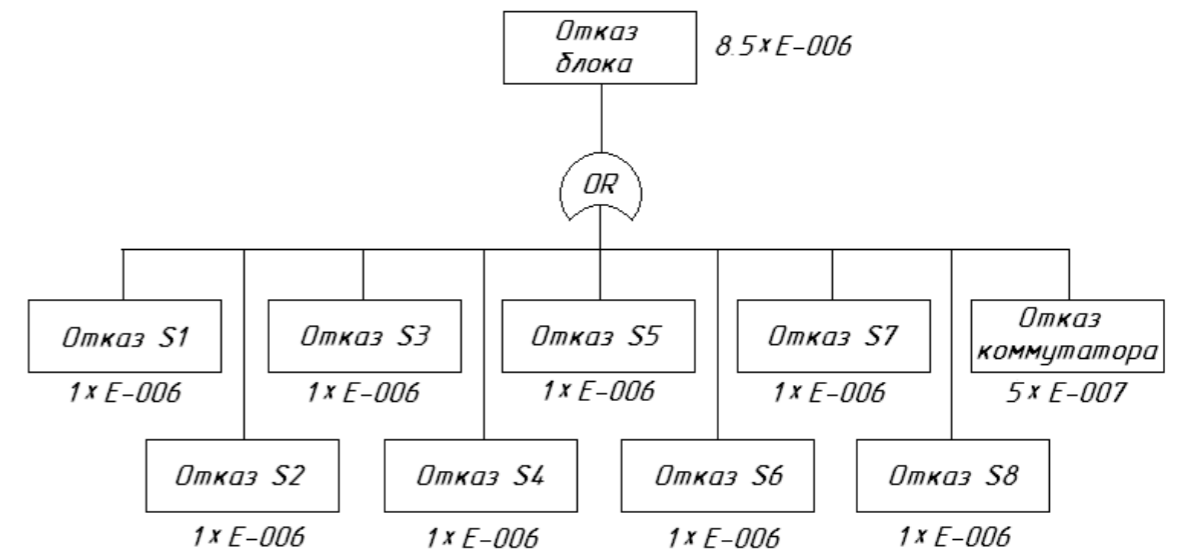 Отказ
блока
8.5×E-006
OR
Отказ S1
1×E-006
Отказ S3
1×E-006
Отказ S5
1×E-006
Отказ S7
1×E-006
Отказ
коммутатора
5×E-007
Отказ S2
1×E-006
Отказ S4
1×E-006
Отказ S6
1×E-006
Отказ S8
1×E-006